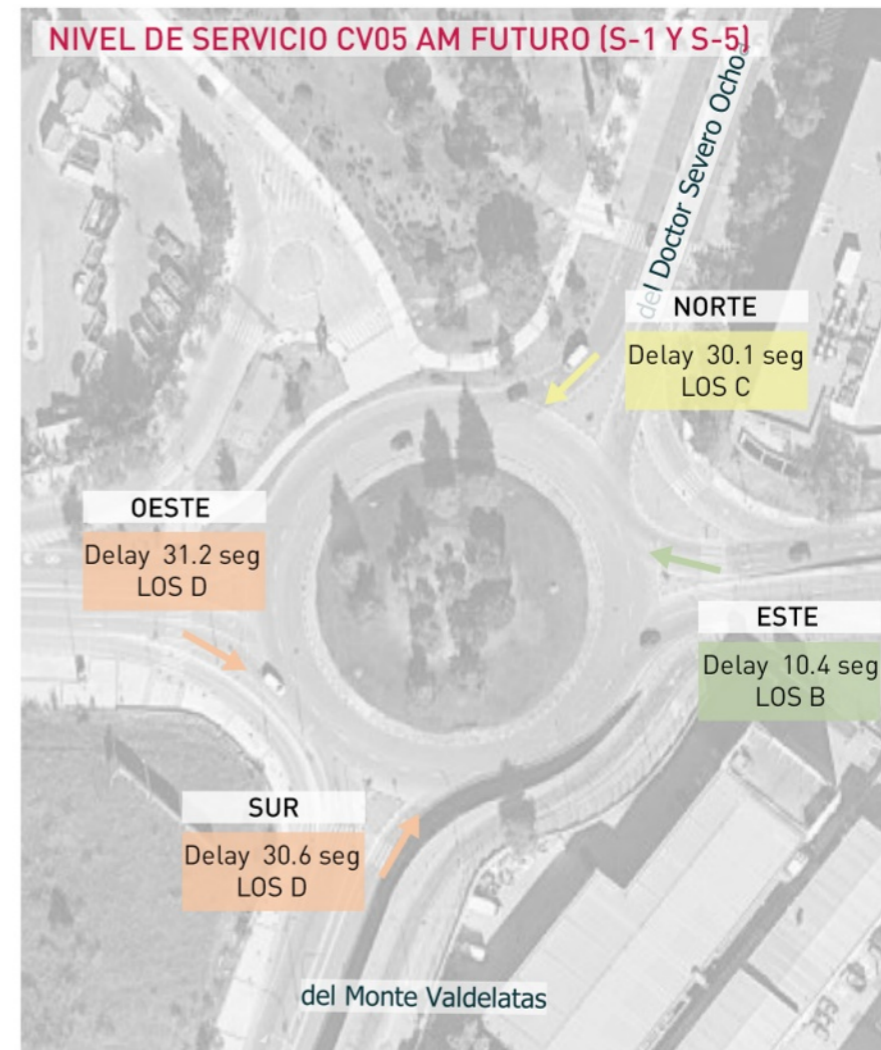 NIVEL DE SERVICIO CV05 AM FUTURO (S-1 Y S-5)
del Doctor Severo Ochoa
NORTE
Delay 30.1 seg
LOS C
OESTE
Delay 31.2 seg
LOS D
ESTE
Delay 10.4 seg
LOS B
SUR
Delay 30.6 seg
LOS D
del Monte Valdelatas